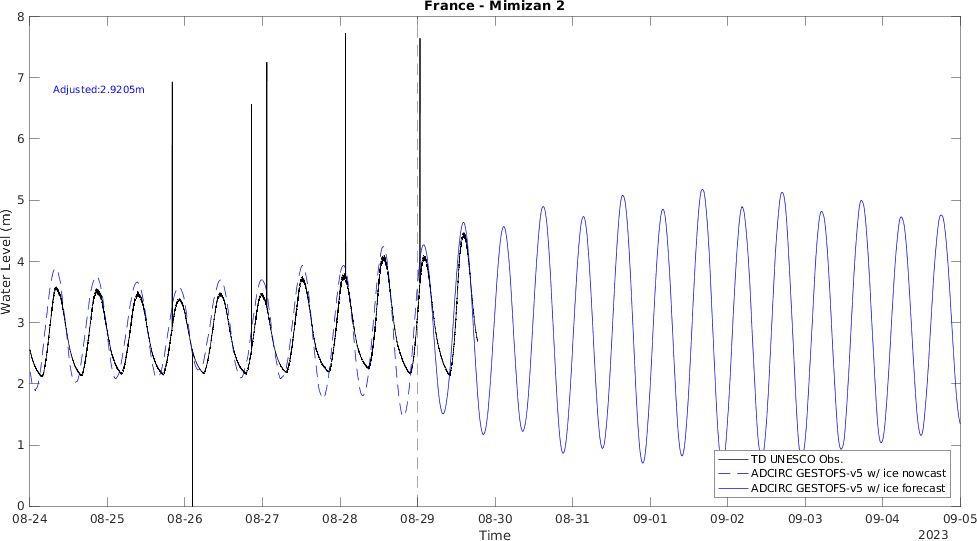 France - Mimizan 2
8
7
6
5
4
3
2
1
0
Water Level (m)
Adjusted:2.9205m
TD UNESCO Obs.
ADCIRC GESTOFS-v5 w/ ice nowcast
ADCIRC GESTOFS-v5 w/ ice forecast
08-24 08-25 08-26 08-27 08-28 08-29 08-30 08-31 09-01 09-02 09-03 09-04 09-05
Time
2023